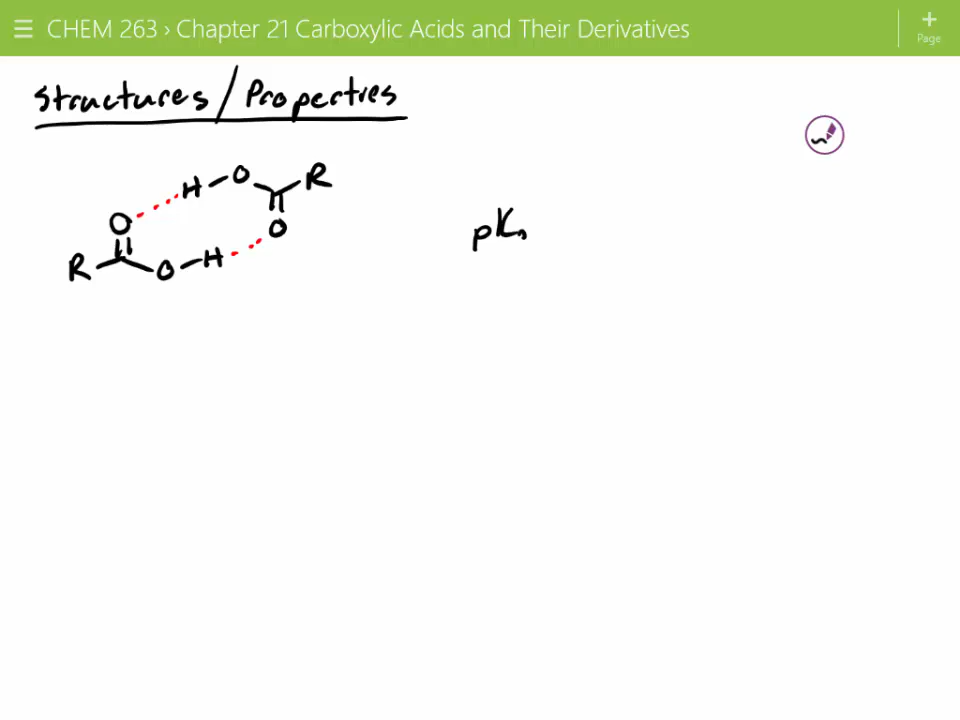 ☰ CHEM 263 › Chapter 21 Carboxylic Acids and Their Derivatives
+
Page
Structures/Properties
H O R
O O
R O H
pKa